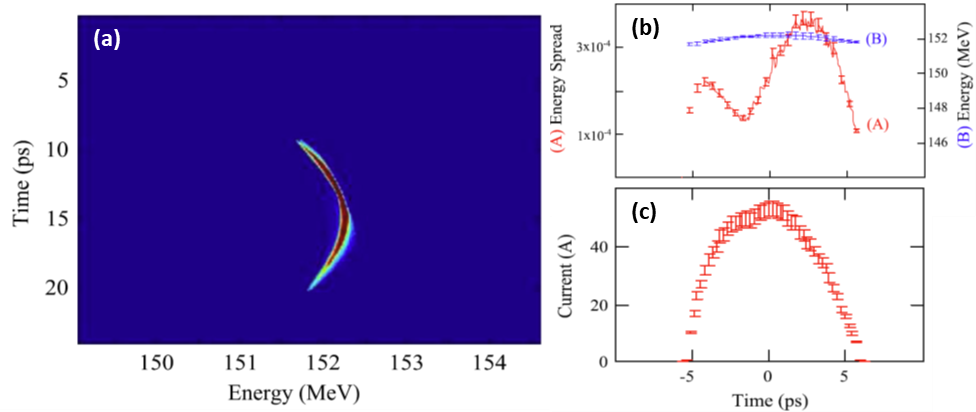 (a)
5
10
15
20
Time (ps)
150 151 152 153 154
Energy (MeV)
(b)
3x10-4
1x10-4
(A) Energy Spread
(B)
(A)
152
150
148
146
(B) Energy (MeV)
(c)
40
20
0
Current (A)
-5 0 5
Time (ps)